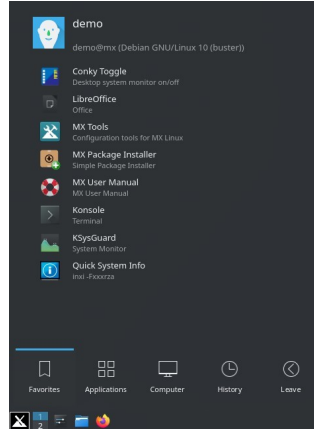 demo
demo@mx (Debian GNU/Linux 10 (buster))
Conky Toggle
Desktop system monitor on/off
LibreOffice
Office
MX Tools
Configuration tools for MX Linux
MX Package Installer
Simple Package Installer
MX User Manual
MX User Manual
Konsole
Terminal
KSysGuard
System Monitor
Quick System Info
inxi -Fxxxrza
Favorites Applications Computer History Leave
1
2